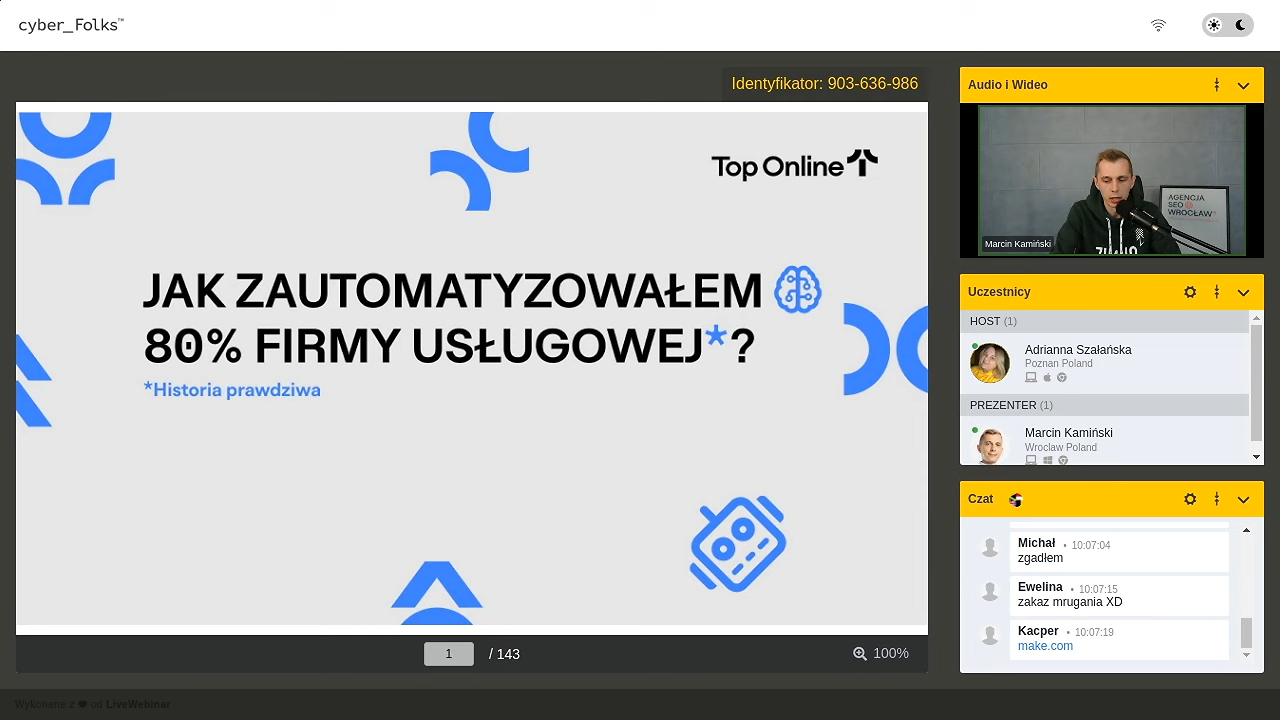 cyber_Folks™
Identyfikator: 903-636-986
Top Online
JAK ZAUTOMATYZOWAŁEM
80% FIRMY USŁUGOWEJ*?
*Historia prawdziwa
1 / 143
100%
Audio i Wideo
AGENCJA
SEO
WROCŁAW
Marcin Kamiński
Uczestnicy
HOST (1)
Adrianna Szałańska
Poznan Poland
PREZENTER (1)
Marcin Kamiński
Wroclaw Poland
Czat
Michał • 10:07:04
zgadłem
Ewelina • 10:07:15
zakaz mrugania XD
Kacper • 10:07:19
make.com
Wykonane z ❤ od LiveWebinar